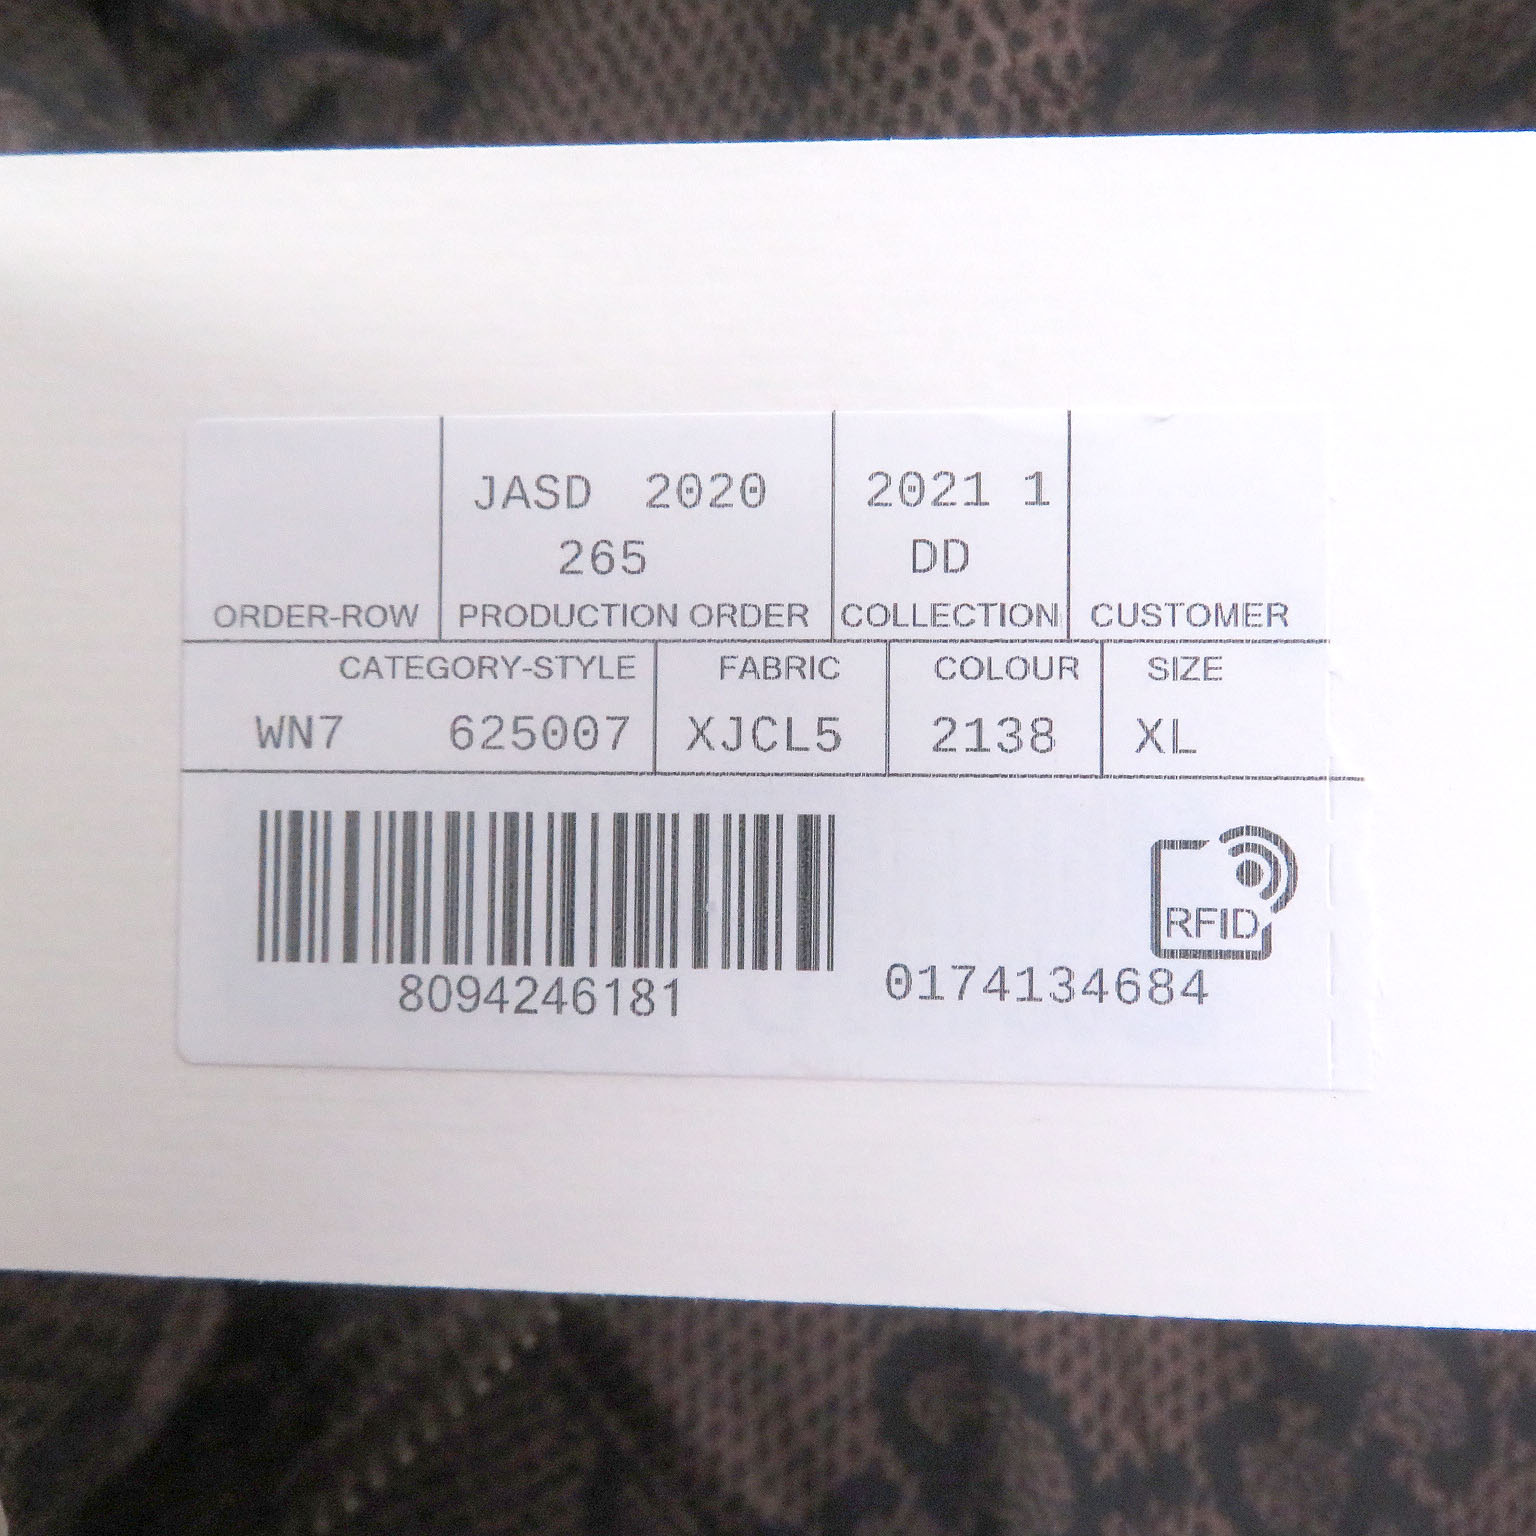 JASD 2020
265
2021 1
DD
ORDER-ROW PRODUCTION ORDER COLLECTION CUSTOMER
CATEGORY-STYLE FABRIC COLOUR SIZE
WN7 625007 XJCL5 2138 XL
RFID
8094246181 0174134684